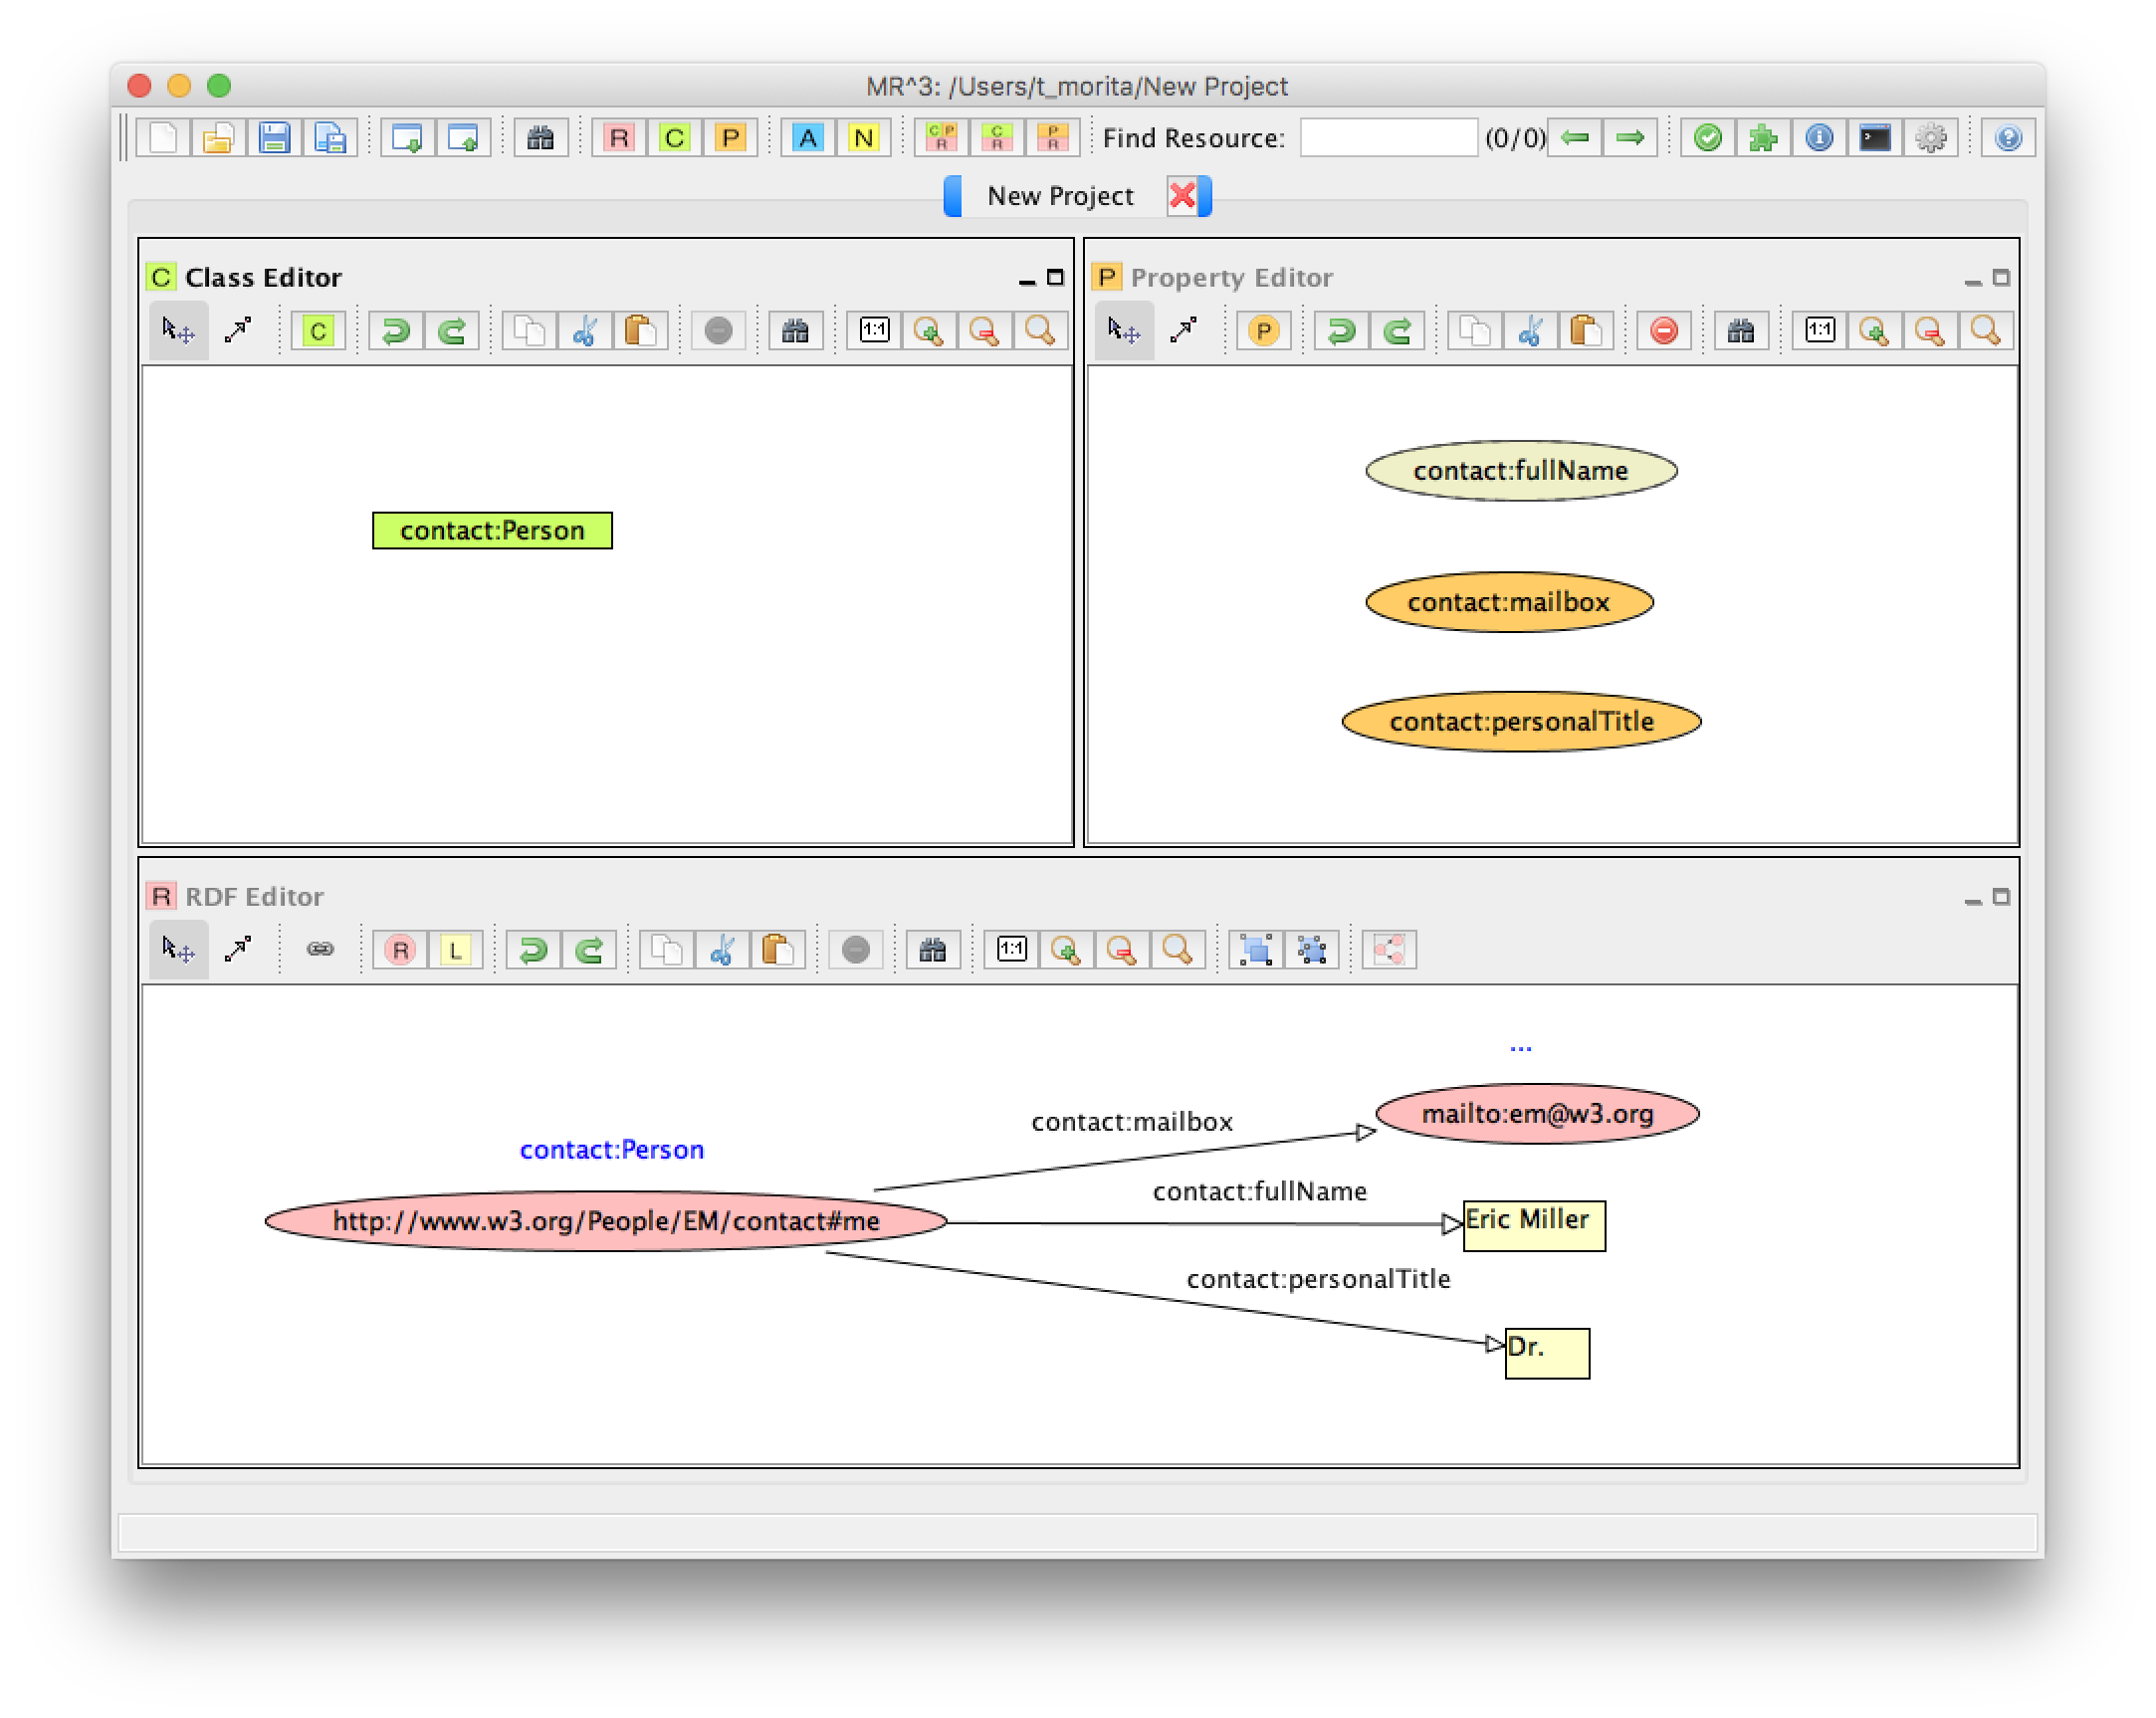 MR^3: /Users/t_morita/New Project
R C P A N C P R C R P R Find Resource: (0/0)
New Project
C Class Editor
C 1:1
contact:Person
P Property Editor
P 1:1
contact:fullName
contact:mailbox
contact:personalTitle
R RDF Editor
R L 1:1
...
mailto:em@w3.org
contact:mailbox
contact:Person
contact:fullName
http://www.w3.org/People/EM/contact#me
Eric Miller
contact:personalTitle
Dr.